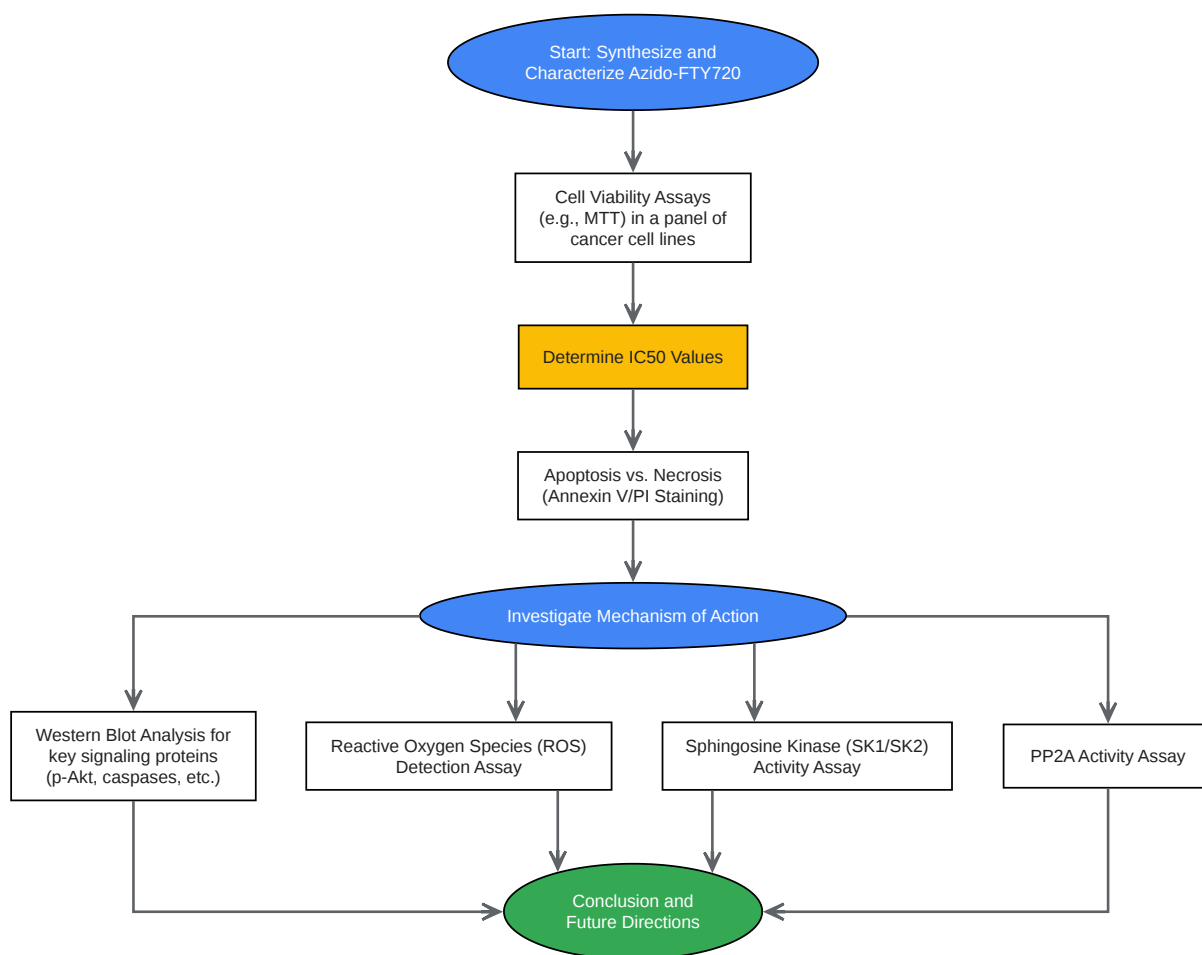 Start: Synthesize and
Characterize Azido-FTY720
Cell Viability Assays
(e.g., MTT) in a panel of
cancer cell lines
Determine IC50 Values
Apoptosis vs. Necrosis
(Annexin V/PI Staining)
Investigate Mechanism of Action
Western Blot Analysis for
key signaling proteins
(p-Akt, caspases, etc.)
Reactive Oxygen Species (ROS)
Detection Assay
Sphingosine Kinase (SK1/SK2)
Activity Assay
PP2A Activity Assay
Conclusion and
Future Directions